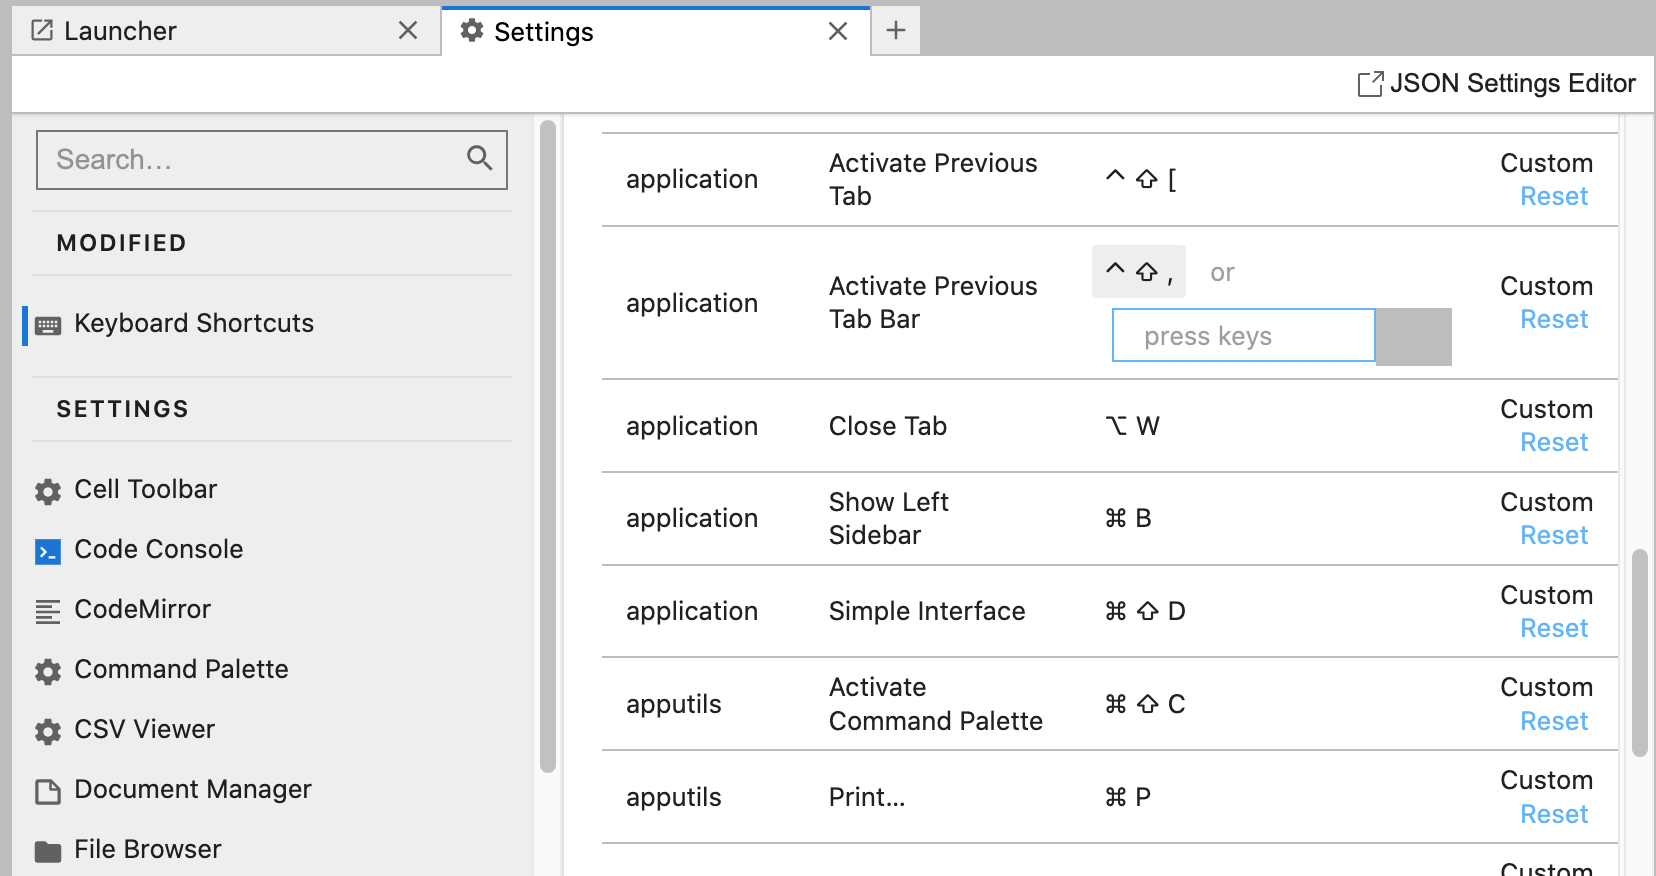 Launcher
Settings
JSON Settings Editor
Search…
MODIFIED
Keyboard Shortcuts
SETTINGS
Cell Toolbar
Code Console
CodeMirror
Command Palette
CSV Viewer
Document Manager
File Browser
application Activate Previous Tab ^ ⇧ [ Custom
Reset
application Activate Previous Tab Bar ^ ⇧ , or Custom
press keys Reset
application Close Tab ⌥ W Custom
Reset
application Show Left Sidebar ⌘ B Custom
Reset
application Simple Interface ⌘ ⇧ D Custom
Reset
apputils Activate Command Palette ⌘ ⇧ C Custom
Reset
apputils Print... ⌘ P Custom
Reset
Custom